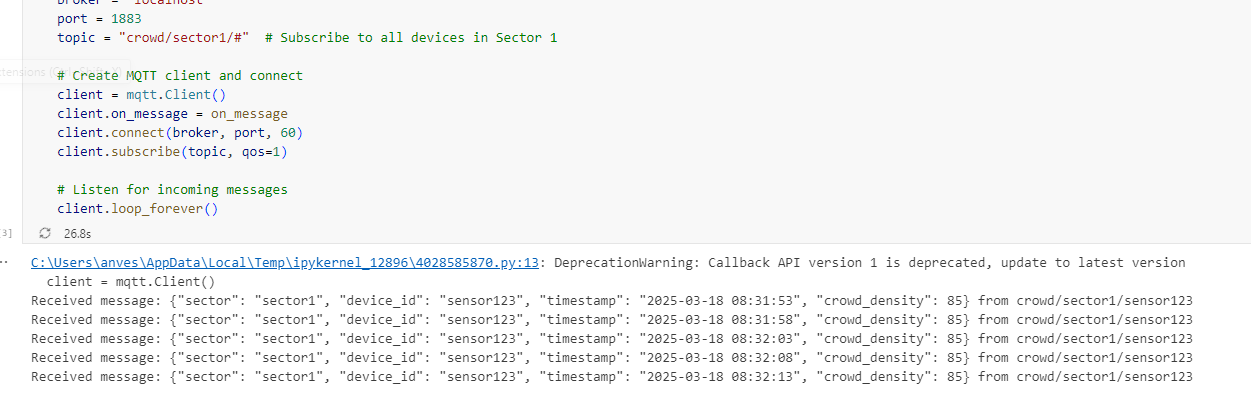 broker = "localhost"
port = 1883
topic = "crowd/sector1/#"  # Subscribe to all devices in Sector 1
# Create MQTT client and connect
client = mqtt.Client()
client.on_message = on_message
client.connect(broker, port, 60)
client.subscribe(topic, qos=1)
# Listen for incoming messages
client.loop_forever()
[3] 26.8s
C:\Users\anves\AppData\Local\Temp\ipykernel_12896\4028585870.py:13: DeprecationWarning: Callback API version 1 is deprecated, update to latest version
client = mqtt.Client()
Received message: {"sector": "sector1", "device_id": "sensor123", "timestamp": "2025-03-18 08:31:53", "crowd_density": 85} from crowd/sector1/sensor123
Received message: {"sector": "sector1", "device_id": "sensor123", "timestamp": "2025-03-18 08:31:58", "crowd_density": 85} from crowd/sector1/sensor123
Received message: {"sector": "sector1", "device_id": "sensor123", "timestamp": "2025-03-18 08:32:03", "crowd_density": 85} from crowd/sector1/sensor123
Received message: {"sector": "sector1", "device_id": "sensor123", "timestamp": "2025-03-18 08:32:08", "crowd_density": 85} from crowd/sector1/sensor123
Received message: {"sector": "sector1", "device_id": "sensor123", "timestamp": "2025-03-18 08:32:13", "crowd_density": 85} from crowd/sector1/sensor123